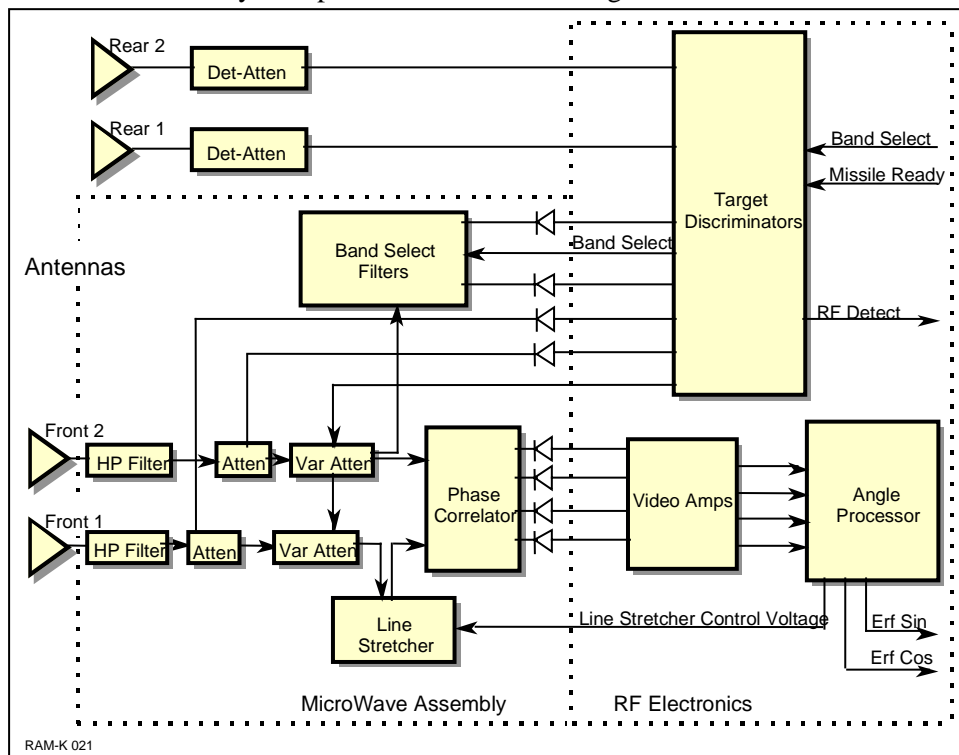 Rear 2
Det-Atten
Rear 1
Det-Atten
Band Select
Missile Ready
Target
Discriminators
Band Select
Filters
Band Select
Antennas
RF Detect
Front 2
HP Filter
Atten
Var Atten
Phase
Correlator
Video Amps
Angle
Processor
Front 1
HP Filter
Atten
Var Atten
Line
Stretcher
Line Stretcher Control Voltage
Erf Sin
Erf Cos
MicroWave Assembly
RF Electronics
RAM-K 021